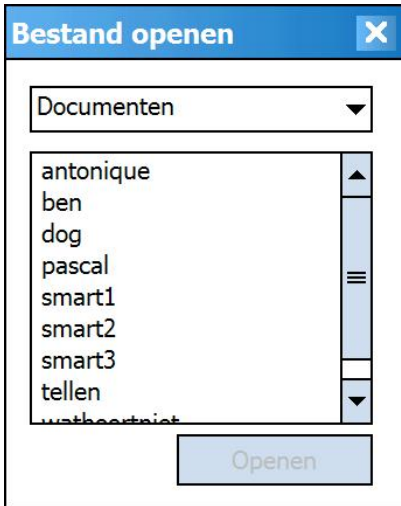 Bestand openen
Documenten
antonique
ben
dog
pascal
smart1
smart2
smart3
tellen
Openen